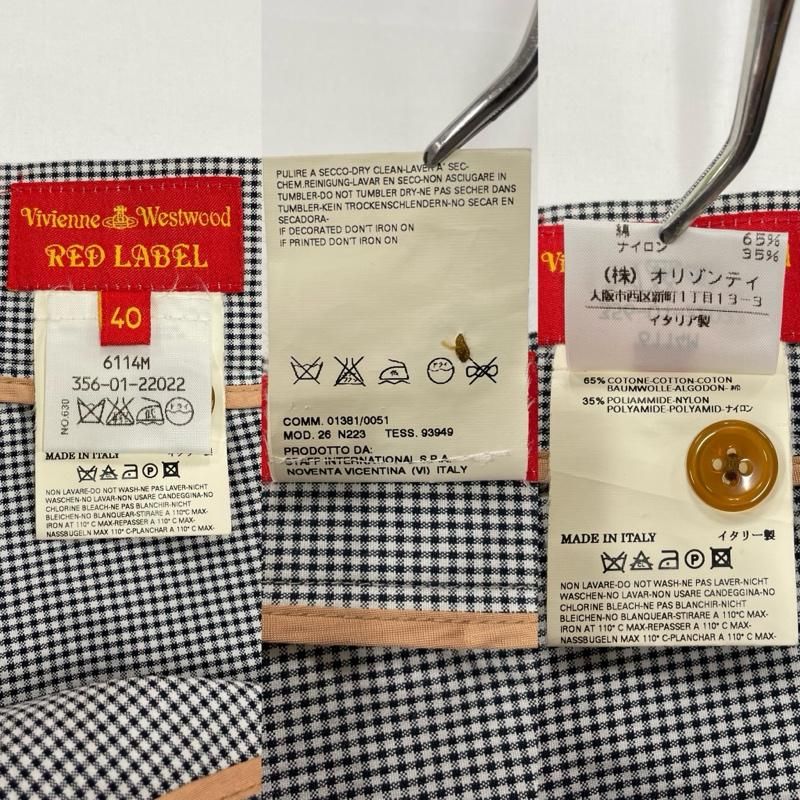 Vivienne Westwood
RED LABEL
40
6114M
356-01-22022
NO.630
MADE IN ITALY イタリー製
NON LAVARE-DO NOT WASH-NE PAS LAVER-NICHT
WASCHEN-NO LAVAR-NON USARE CANDEGGINA-NO
CHLORINE BLEACH-NE PAS BLANCHIR-NICHT
BLEICHEN-NO BLANQUEAR-STIRARE A 110°C MAX-
IRON AT 110°C MAX-REPASSER A 110°C MAX-
NASSBUGELN MAX 110° C-PLANCHAR A 110° C MAX-
PULIRE A SECCO-DRY CLEAN-LAVER A' SEC-
CHEM.REINIGUNG-LAVAR EN SECO-NON ASCIUGARE IN
TUMBLER-DO NOT TUMBLER DRY-NE PAS SECHER DANS
TUMBLER-KEIN TROCKENSCHLENDERN-NO SECAR EN
SECADORA-
IF DECORATED DON'T IRON ON
IF PRINTED DON'T IRON ON
COMM. 01381/0051
MOD. 26 N223 TESS. 93949
PRODOTTO DA:
STAFF INTERNATIONAL S.P.A.
NOVENTA VICENTINA (VI) ITALY
綿 65%
ナイロン 35%
(株) オリゾンティ
大阪市西区新町1丁目13-3
イタリア製
65% COTONE-COTTON-COTON
BAUMWOLLE-ALGODON-綿
35% POLIAMMIDE-NYLON
POLYAMIDE-POLYAMID-ナイロン
MADE IN ITALY イタリー製
NON LAVARE-DO NOT WASH-NE PAS LAVER-NICHT
WASCHEN-NO LAVAR-NON USARE CANDEGGINA-NO
CHLORINE BLEACH-NE PAS BLANCHIR-NICHT
BLEICHEN-NO BLANQUEAR-STIRARE A 110° C MAX-
IRON AT 110° C MAX-REPASSER A 110° C MAX-
NASSBUGELN MAX 110° C-PLANCHAR A 110° C MAX-